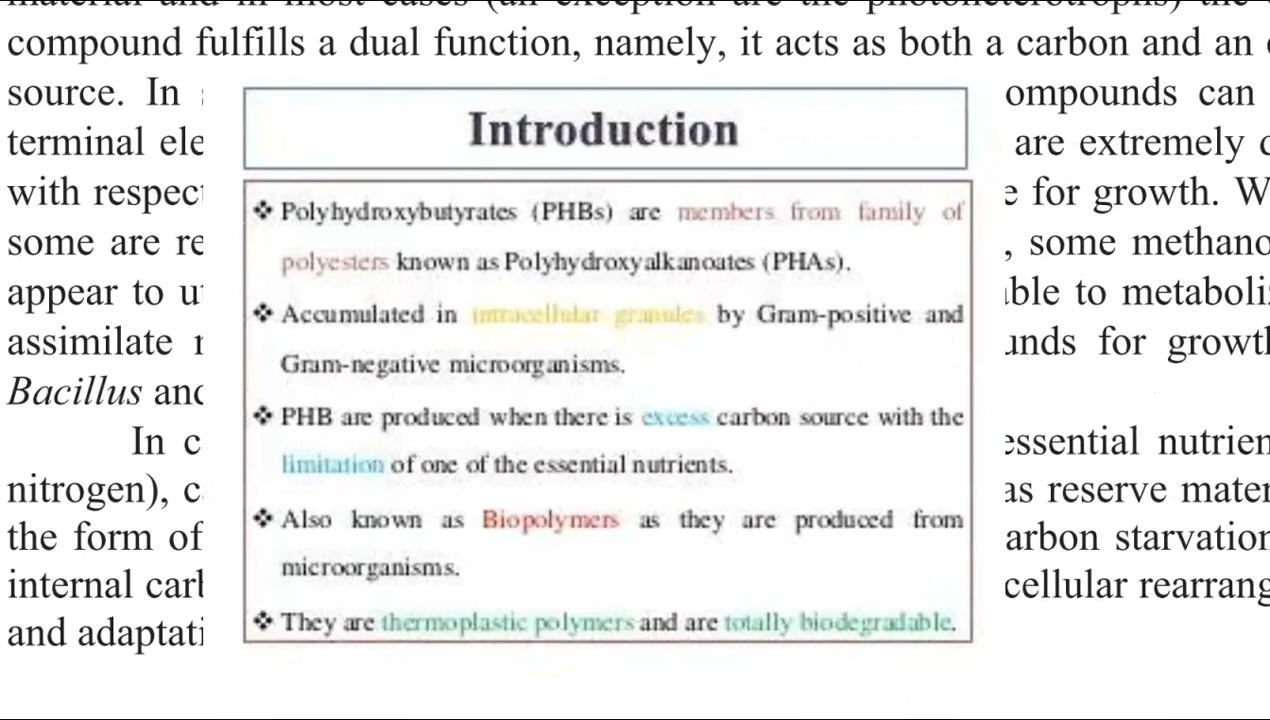 compound fulfills a dual function, namely, it acts as both a carbon and an
source. In
ompounds can
terminal ele
are extremely
with respec
e for growth. W
some are re
, some methano
appear to u
ble to metaboli
assimilate
unds for growth
Bacillus and
In c
essential nutrien
nitrogen), c
as reserve mater
the form of
arbon starvation
internal carb
cellular rearrang
and adaptati
Introduction
❖ Polyhydroxybutyrates (PHBs) are members from family of
polyesters known as Polyhydroxyalkanoates (PHAs).
❖ Accumulated in intracellular granules by Gram-positive and
Gram-negative microorganisms.
❖ PHB are produced when there is excess carbon source with the
limitation of one of the essential nutrients.
❖ Also known as Biopolymers as they are produced from
microorganisms.
❖ They are thermoplastic polymers and are totally biodegradable.